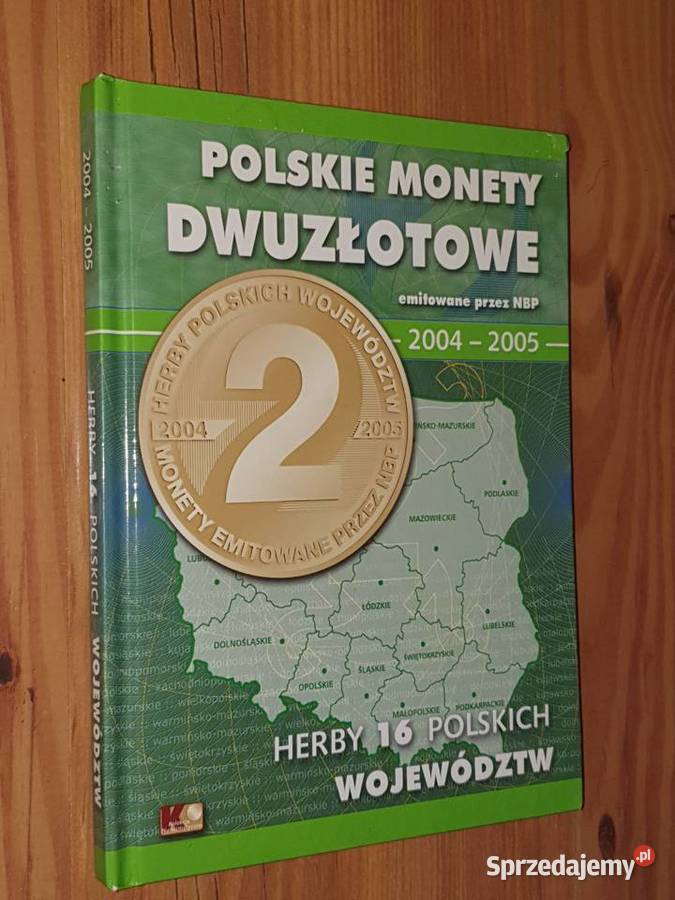 POLSKIE MONETY
DWUZŁOTOWE
emitowane przez NBP
2004 – 2005
HERBY POLSKICH WOJEWÓDZTW
2004
2
2005
MONETY EMITOWANE PRZEZ NBP
PODLASKIE
MAZOWIECKIE
ŁÓDZKIE
LUBELSKIE
DOLNOŚLĄSKIE
ŚWIĘTOKRZYSKIE
OPOLSKIE
ŚLĄSKIE
MAŁOPOLSKIE
PODKARPACKIE
HERBY 16 POLSKICH
WOJEWÓDZTW
2004 – 2005 HERBY 16 POLSKICH WOJEWÓDZTW
Sprzedajemy.pl